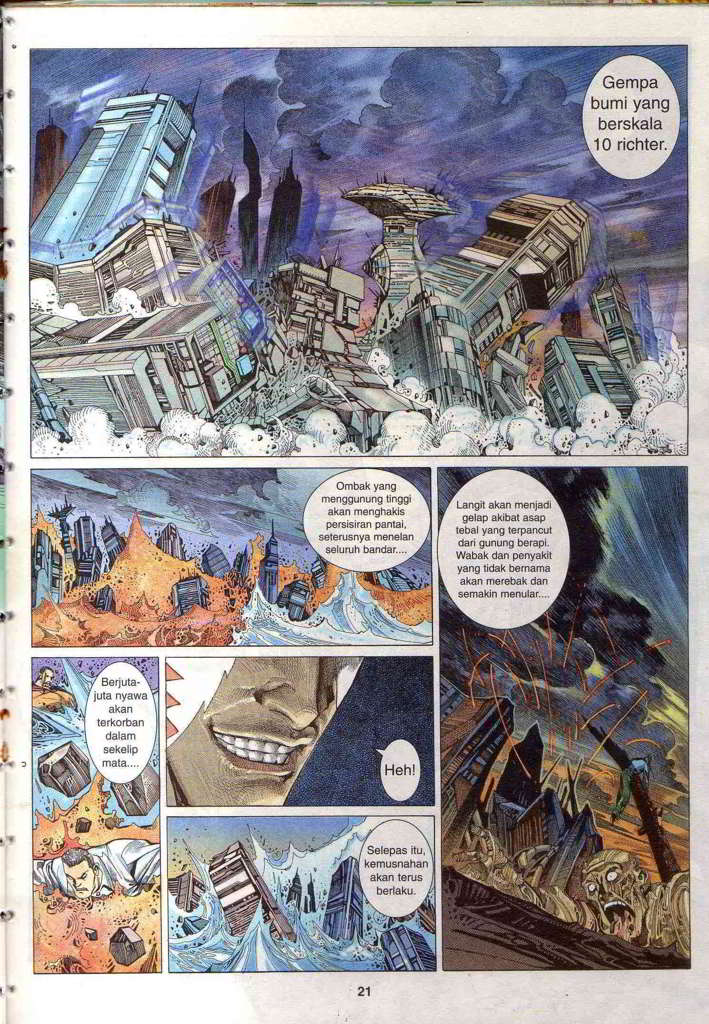 Gempa
bumi yang
berskala
10 richter.
Ombak yang
menggunung tinggi
akan menghakis
persisiran pantai,
seterusnya menelan
seluruh bandar....
Langit akan menjadi
gelap akibat asap
tebal yang terpancut
dari gunung berapi.
Wabak dan penyakit
yang tidak bernama
akan merebak dan
semakin menular....
Berjuta-
juta nyawa
akan
terkorban
dalam
sekelip
mata....
Heh!
Selepas itu,
kemusnahan
akan terus
berlaku.
21